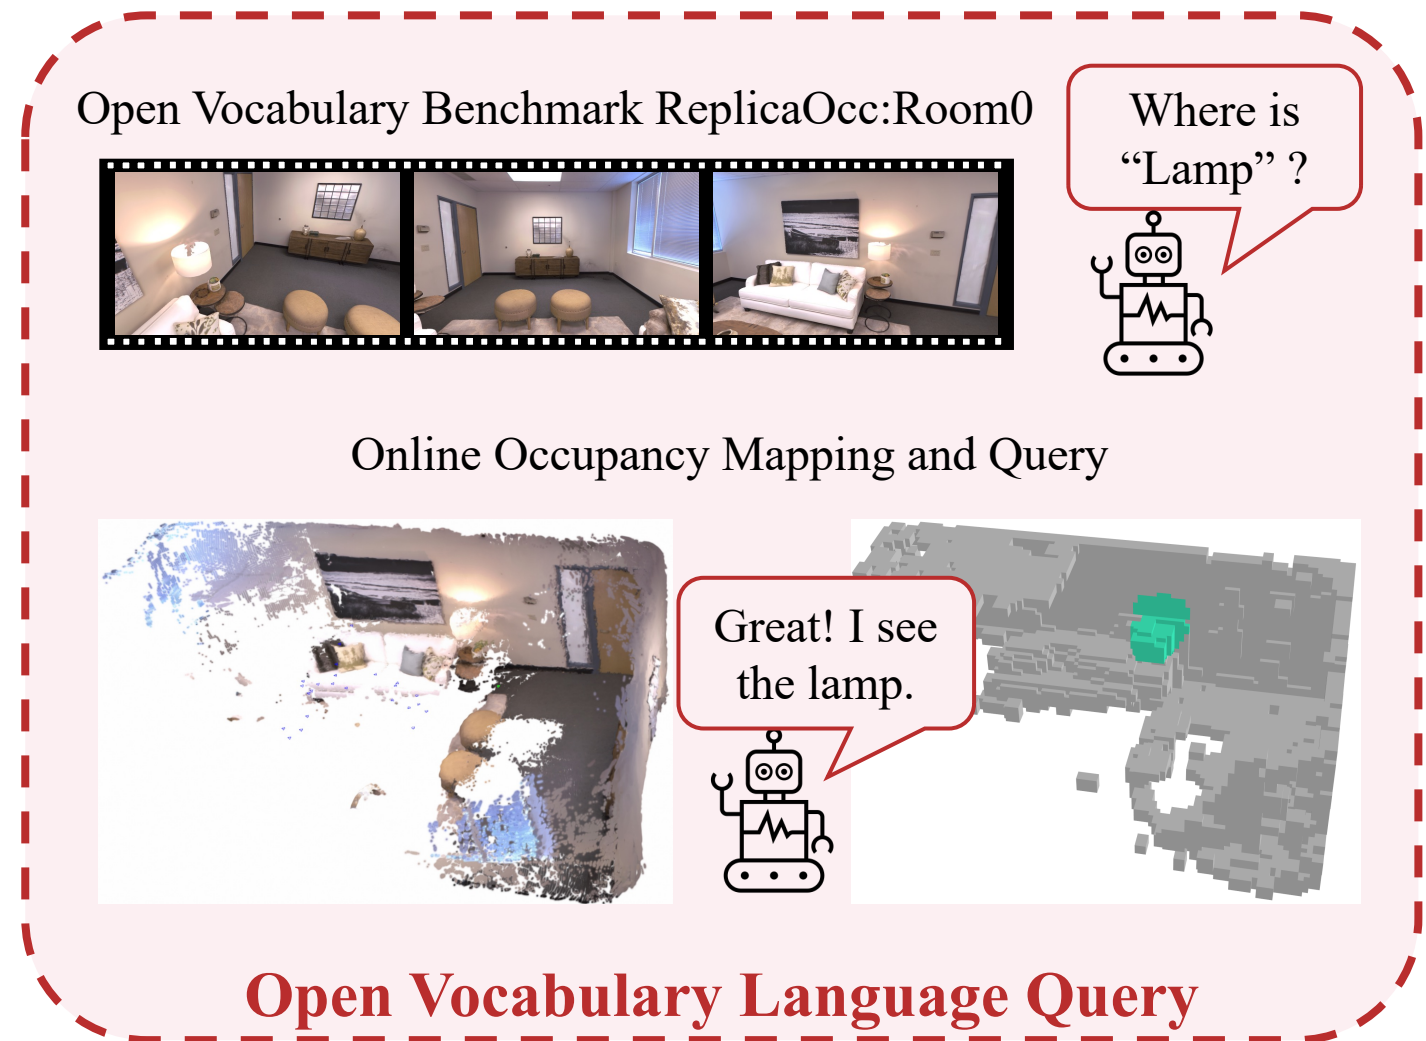 Open Vocabulary Benchmark ReplicaOcc:Room0
Where is
“Lamp” ?
Online Occupancy Mapping and Query
Great! I see
the lamp.
Open Vocabulary Language Query